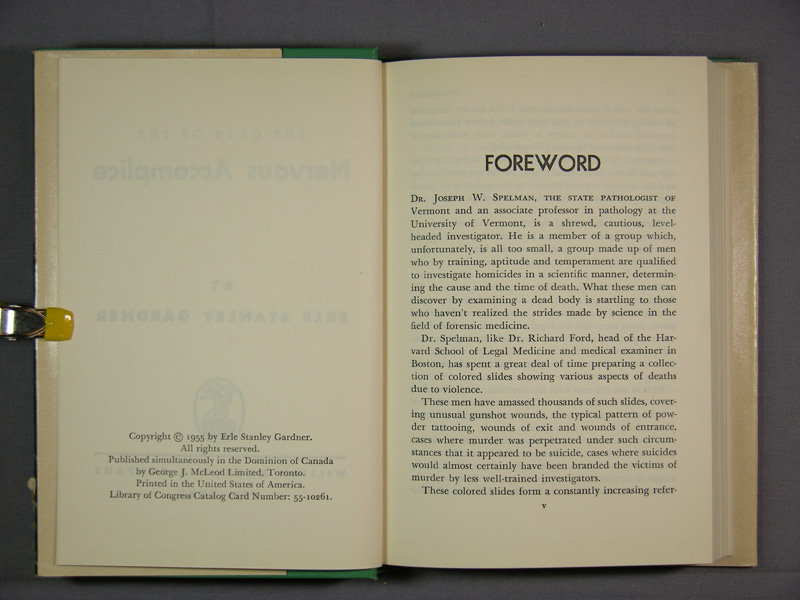 Copyright © 1955 by Erle Stanley Gardner.
All rights reserved.
Published simultaneously in the Dominion of Canada
by George J. McLeod Limited, Toronto.
Printed in the United States of America.
Library of Congress Catalog Card Number: 55-10261.
FOREWORD
DR. JOSEPH W. SPELMAN, THE STATE PATHOLOGIST OF
Vermont and an associate professor in pathology at the
University of Vermont, is a shrewd, cautious, level-
headed investigator. He is a member of a group which,
unfortunately, is all too small, a group made up of men
who by training, aptitude and temperament are qualified
to investigate homicides in a scientific manner, determin-
ing the cause and the time of death. What these men can
discover by examining a dead body is startling to those
who haven't realized the strides made by science in the
field of forensic medicine.
Dr. Spelman, like Dr. Richard Ford, head of the Har-
vard School of Legal Medicine and medical examiner in
Boston, has spent a great deal of time preparing a collec-
tion of colored slides showing various aspects of deaths
due to violence.
These men have amassed thousands of such slides, cover-
ing unusual gunshot wounds, the typical pattern of pow-
der tattooing, wounds of exit and wounds of entrance,
cases where murder was perpetrated under such circum-
stances that it appeared to be suicide, cases where suicides
would almost certainly have been branded the victims of
murder by less well-trained investigators.
These colored slides form a constantly increasing refer-
v